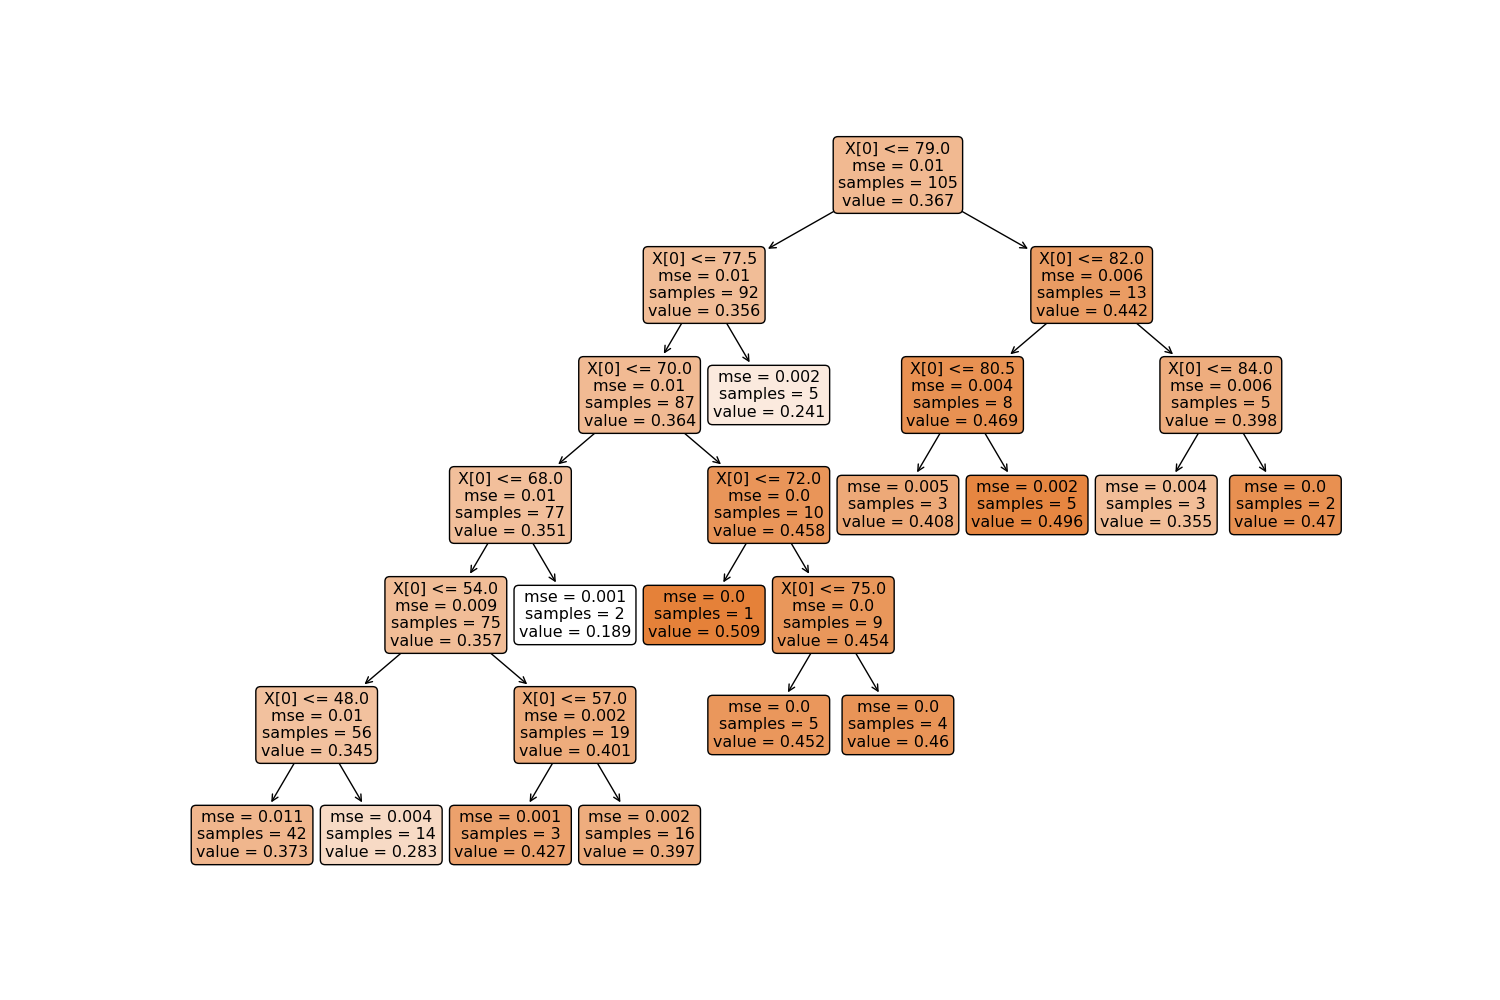 X[0] <= 79.0
mse = 0.01
samples = 105
value = 0.367
X[0] <= 77.5
mse = 0.01
samples = 92
value = 0.356
X[0] <= 82.0
mse = 0.006
samples = 13
value = 0.442
X[0] <= 70.0
mse = 0.01
samples = 87
value = 0.364
mse = 0.002
samples = 5
value = 0.241
X[0] <= 80.5
mse = 0.004
samples = 8
value = 0.469
X[0] <= 84.0
mse = 0.006
samples = 5
value = 0.398
X[0] <= 68.0
mse = 0.01
samples = 77
value = 0.351
X[0] <= 72.0
mse = 0.0
samples = 10
value = 0.458
mse = 0.005
samples = 3
value = 0.408
mse = 0.002
samples = 5
value = 0.496
mse = 0.004
samples = 3
value = 0.355
mse = 0.0
samples = 2
value = 0.47
X[0] <= 54.0
mse = 0.009
samples = 75
value = 0.357
mse = 0.001
samples = 2
value = 0.189
mse = 0.0
samples = 1
value = 0.509
X[0] <= 75.0
mse = 0.0
samples = 9
value = 0.454
X[0] <= 48.0
mse = 0.01
samples = 56
value = 0.345
X[0] <= 57.0
mse = 0.002
samples = 19
value = 0.401
mse = 0.0
samples = 5
value = 0.452
mse = 0.0
samples = 4
value = 0.46
mse = 0.011
samples = 42
value = 0.373
mse = 0.004
samples = 14
value = 0.283
mse = 0.001
samples = 3
value = 0.427
mse = 0.002
samples = 16
value = 0.397